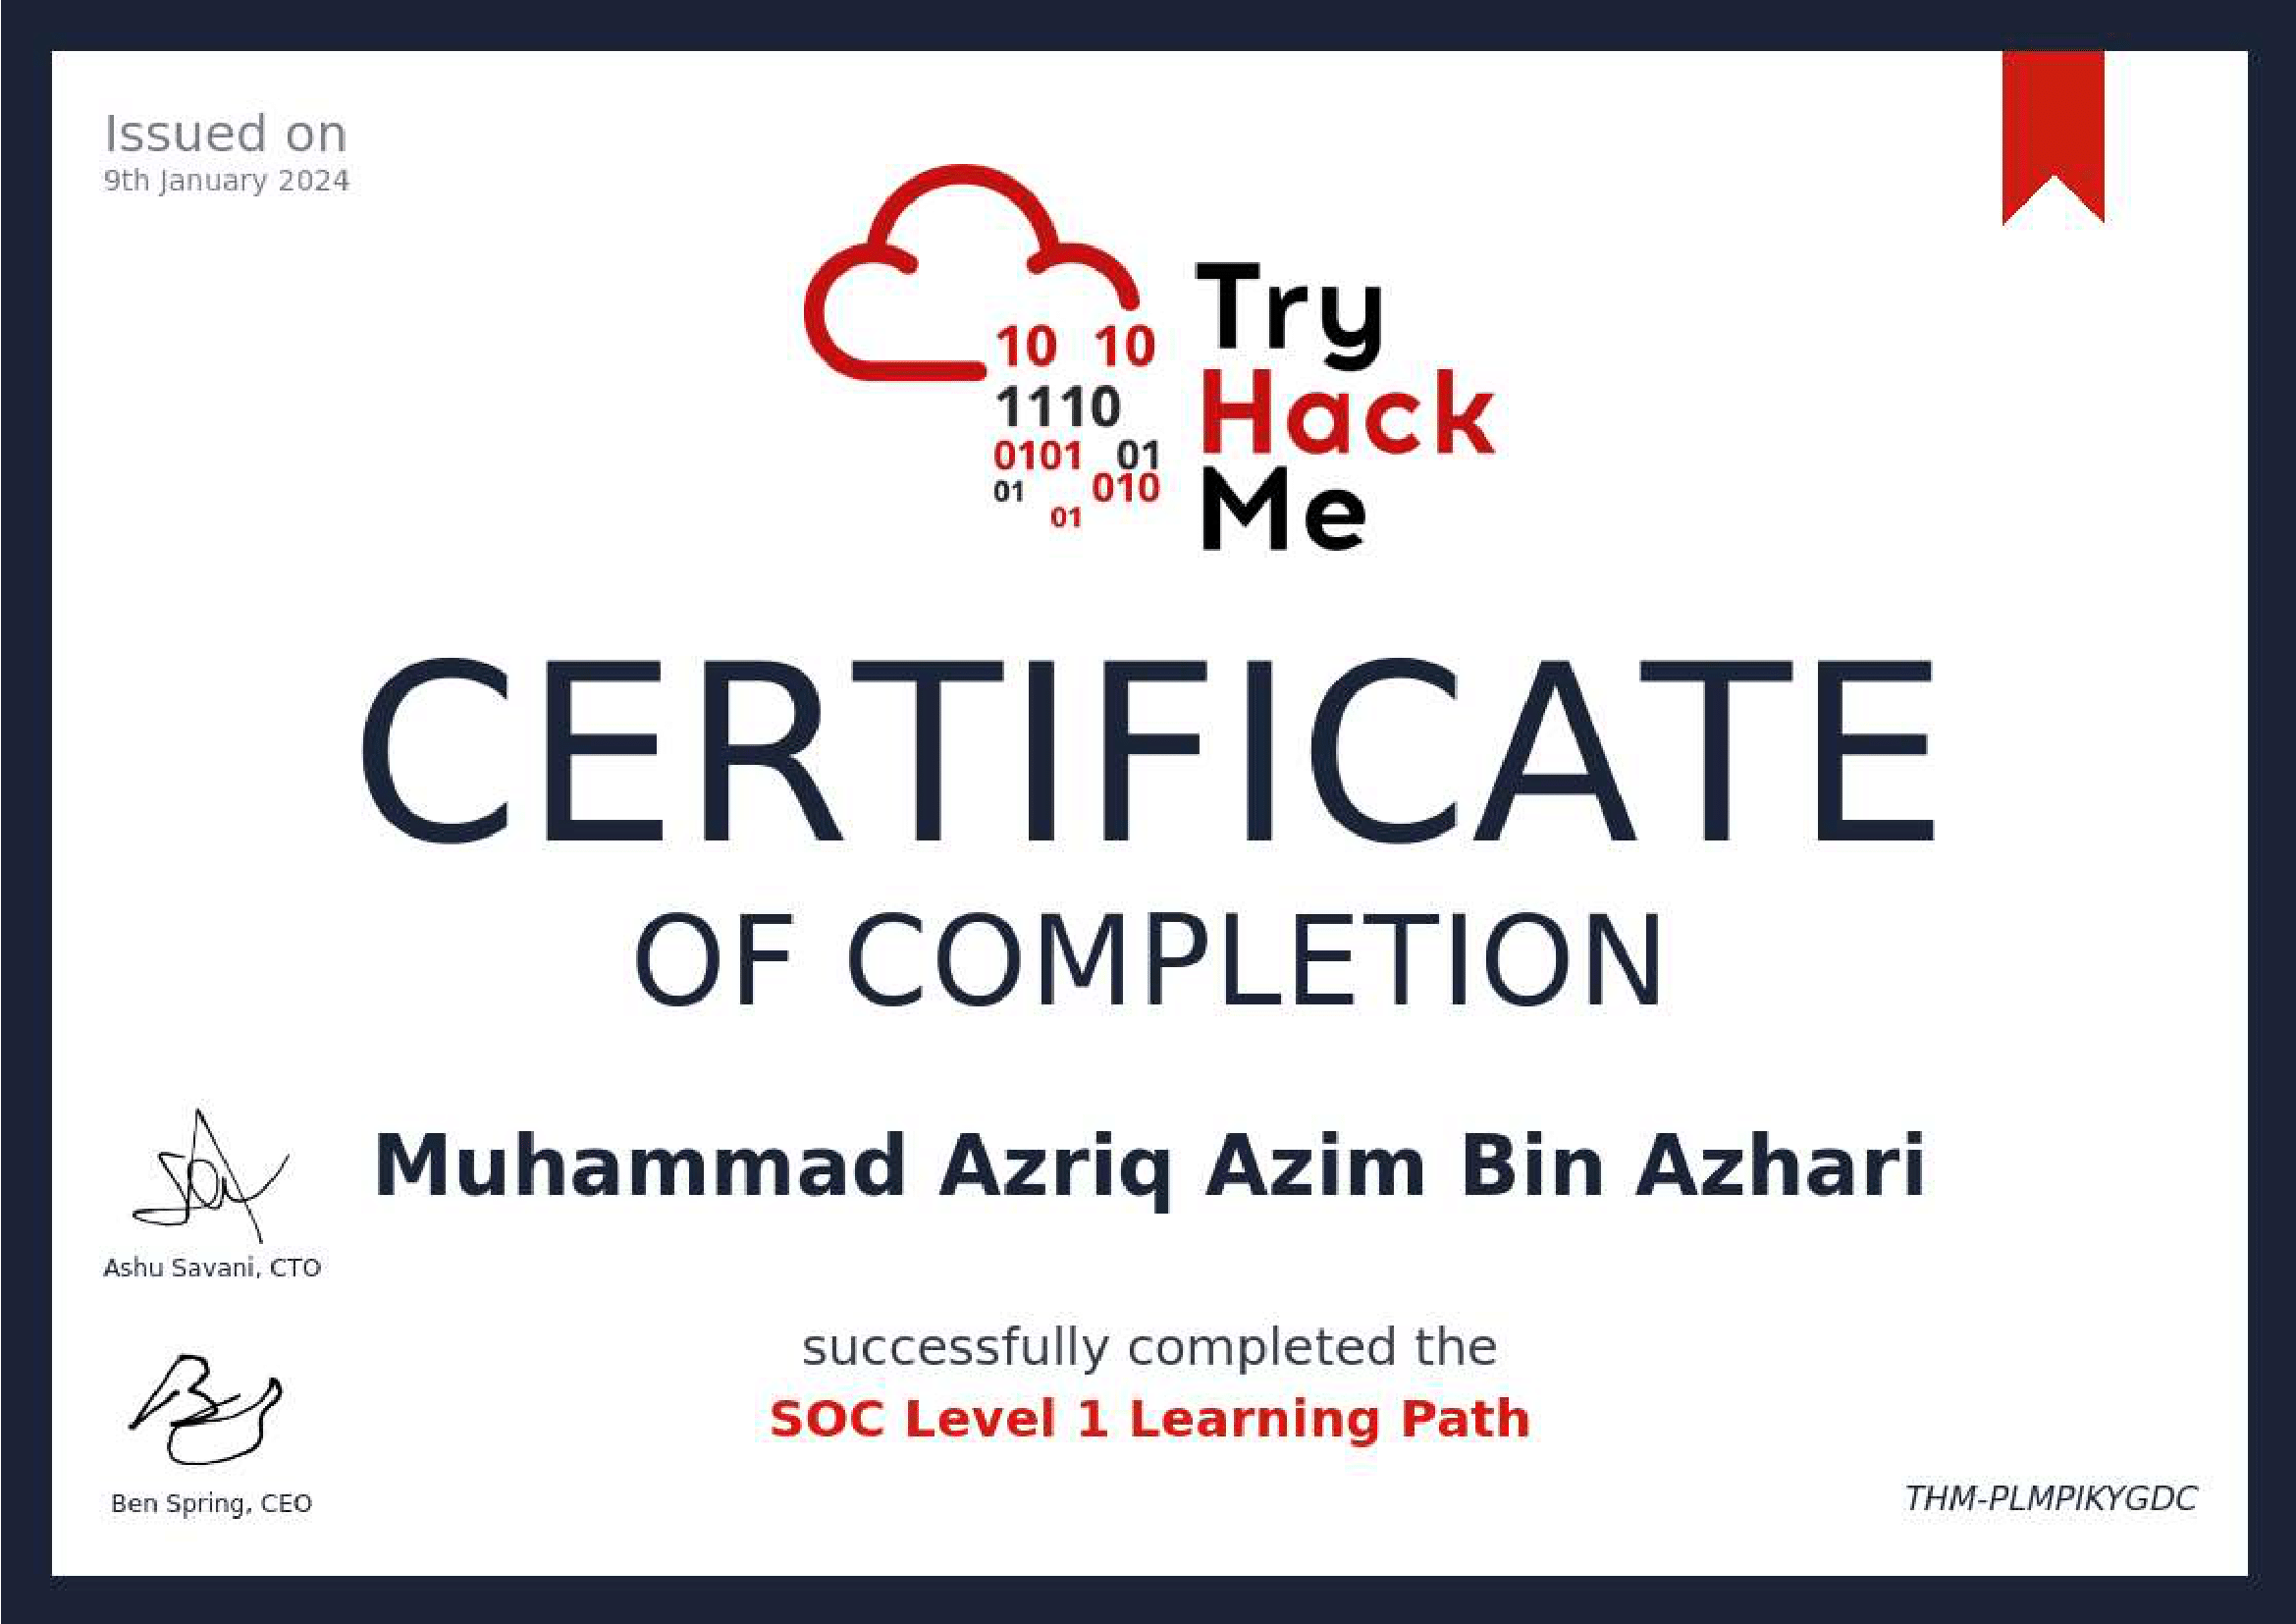 Issued on
9th January 2024
10 10
1110
0101 01
01 010
01
Try
Hack
Me
CERTIFICATE
OF COMPLETION
Muhammad Azriq Azim Bin Azhari
Ashu Savani, CTO
successfully completed the
SOC Level 1 Learning Path
Ben Spring, CEO
THM-PLMPIKYGDC